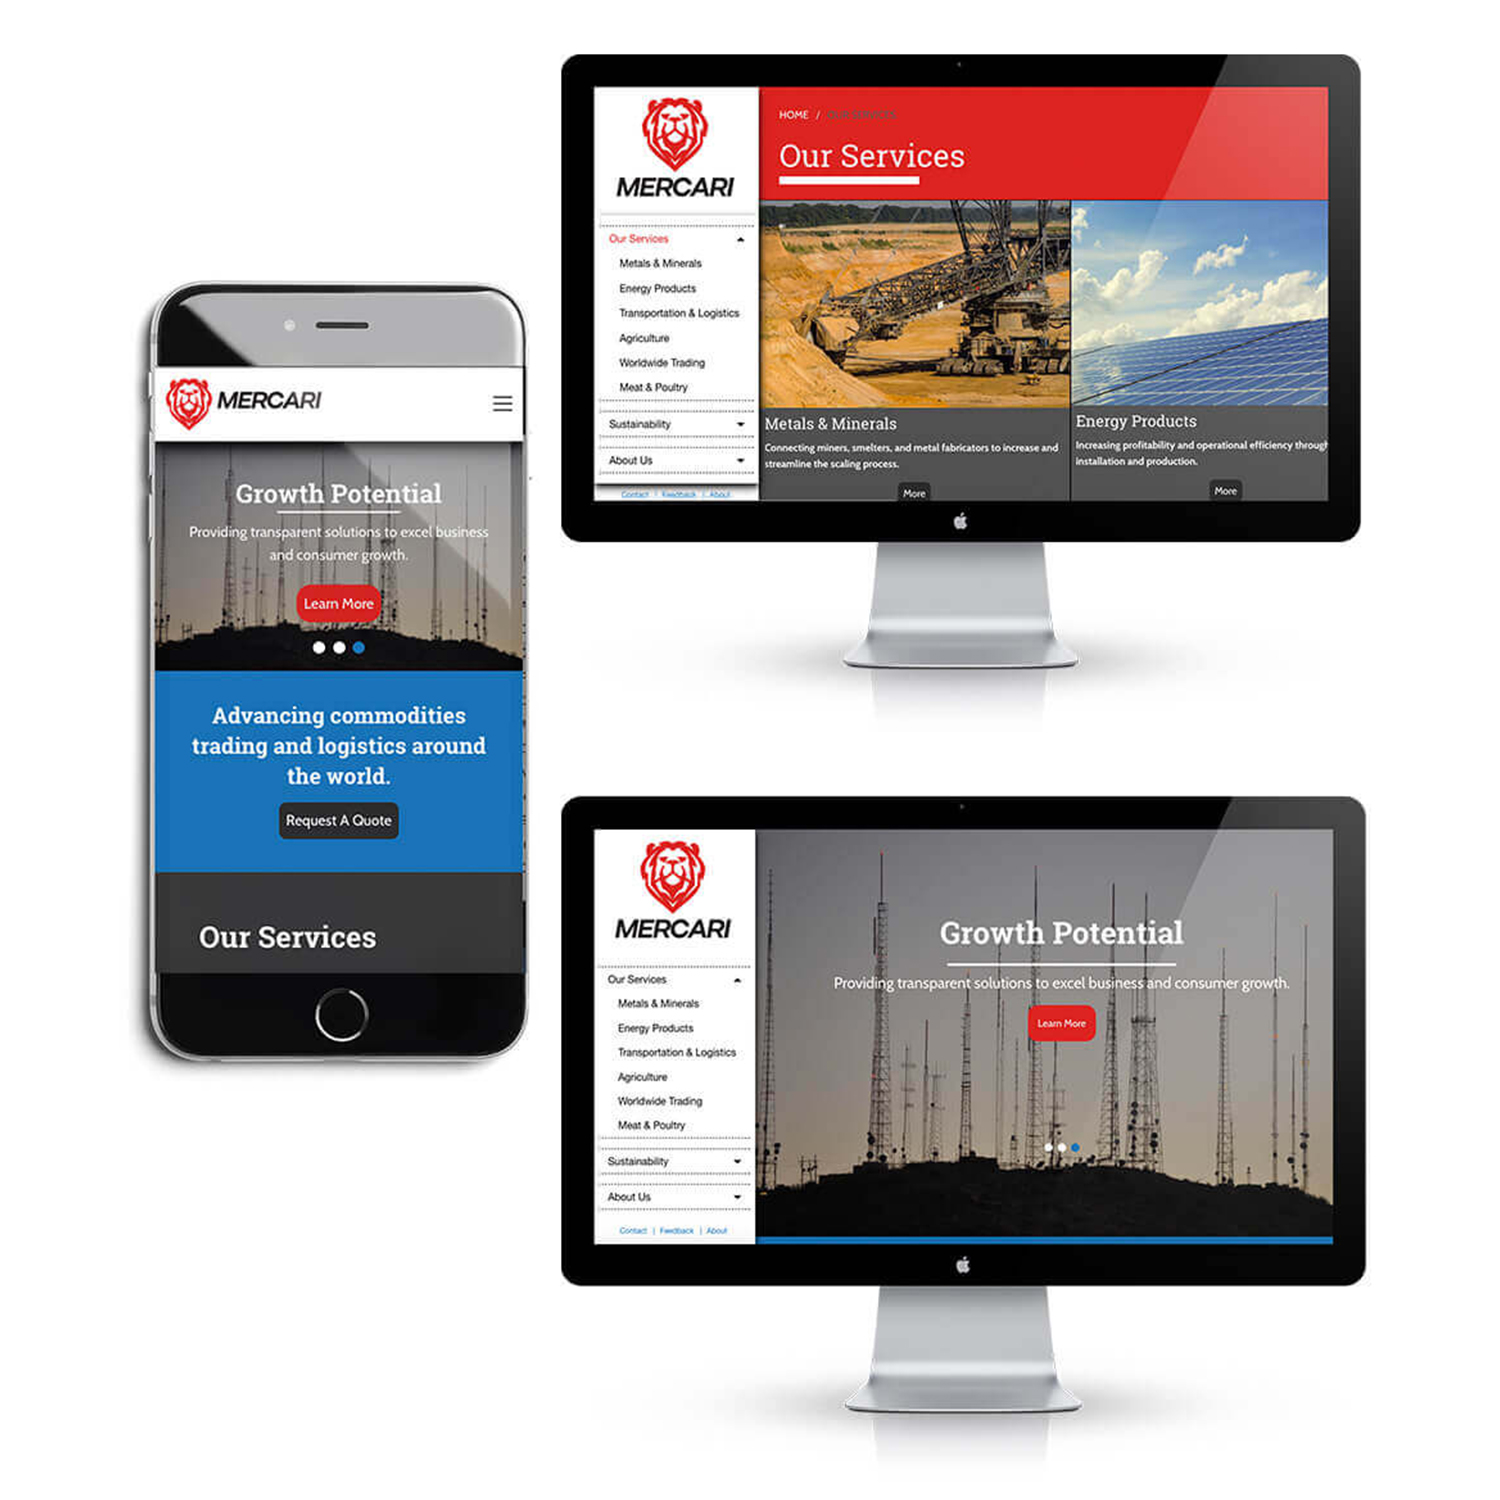 MERCARI
Growth Potential
Providing transparent solutions to excel business
and consumer growth.
Learn More
Advancing commodities
trading and logistics around
the world.
Request A Quote
Our Services
MERCARI
Our Services
Metals & Minerals
Energy Products
Transportation & Logistics
Agriculture
Worldwide Trading
Meat & Poultry
Sustainability
About Us
Contact | Feedback | About
HOME / OUR SERVICES
Our Services
Metals & Minerals
Connecting miners, smelters, and metal fabricators to increase and
streamline the scaling process.
More
Energy Products
Increasing profitability and operational efficiency through
installation and production.
More
MERCARI
Our Services
Metals & Minerals
Energy Products
Transportation & Logistics
Agriculture
Worldwide Trading
Meat & Poultry
Sustainability
About Us
Contact | Feedback | About
Growth Potential
Providing transparent solutions to excel business and consumer growth.
Learn More